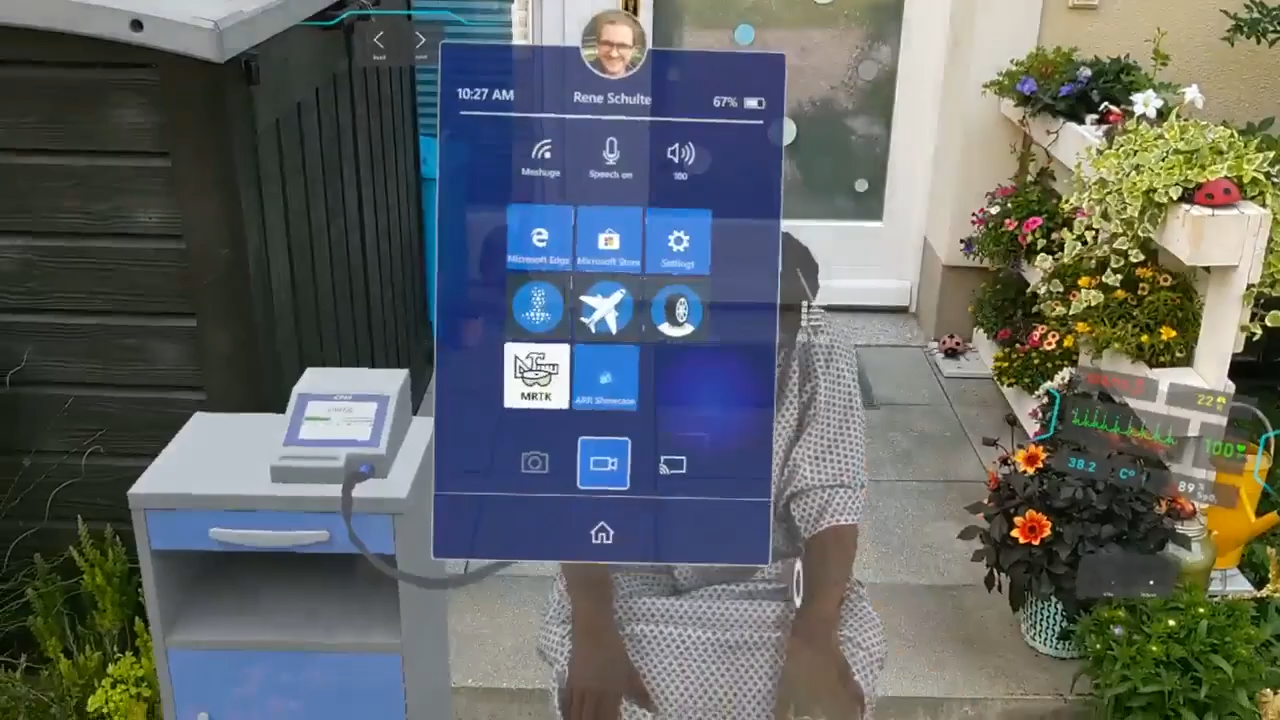 10:27 AM
Rene Schulte
67%
Meshuga
Speech on
100
Microsoft Edge
Microsoft Store
Settings
MRTK
ARR Showcase
22
100
38.2 C°
89 %
SpO₂